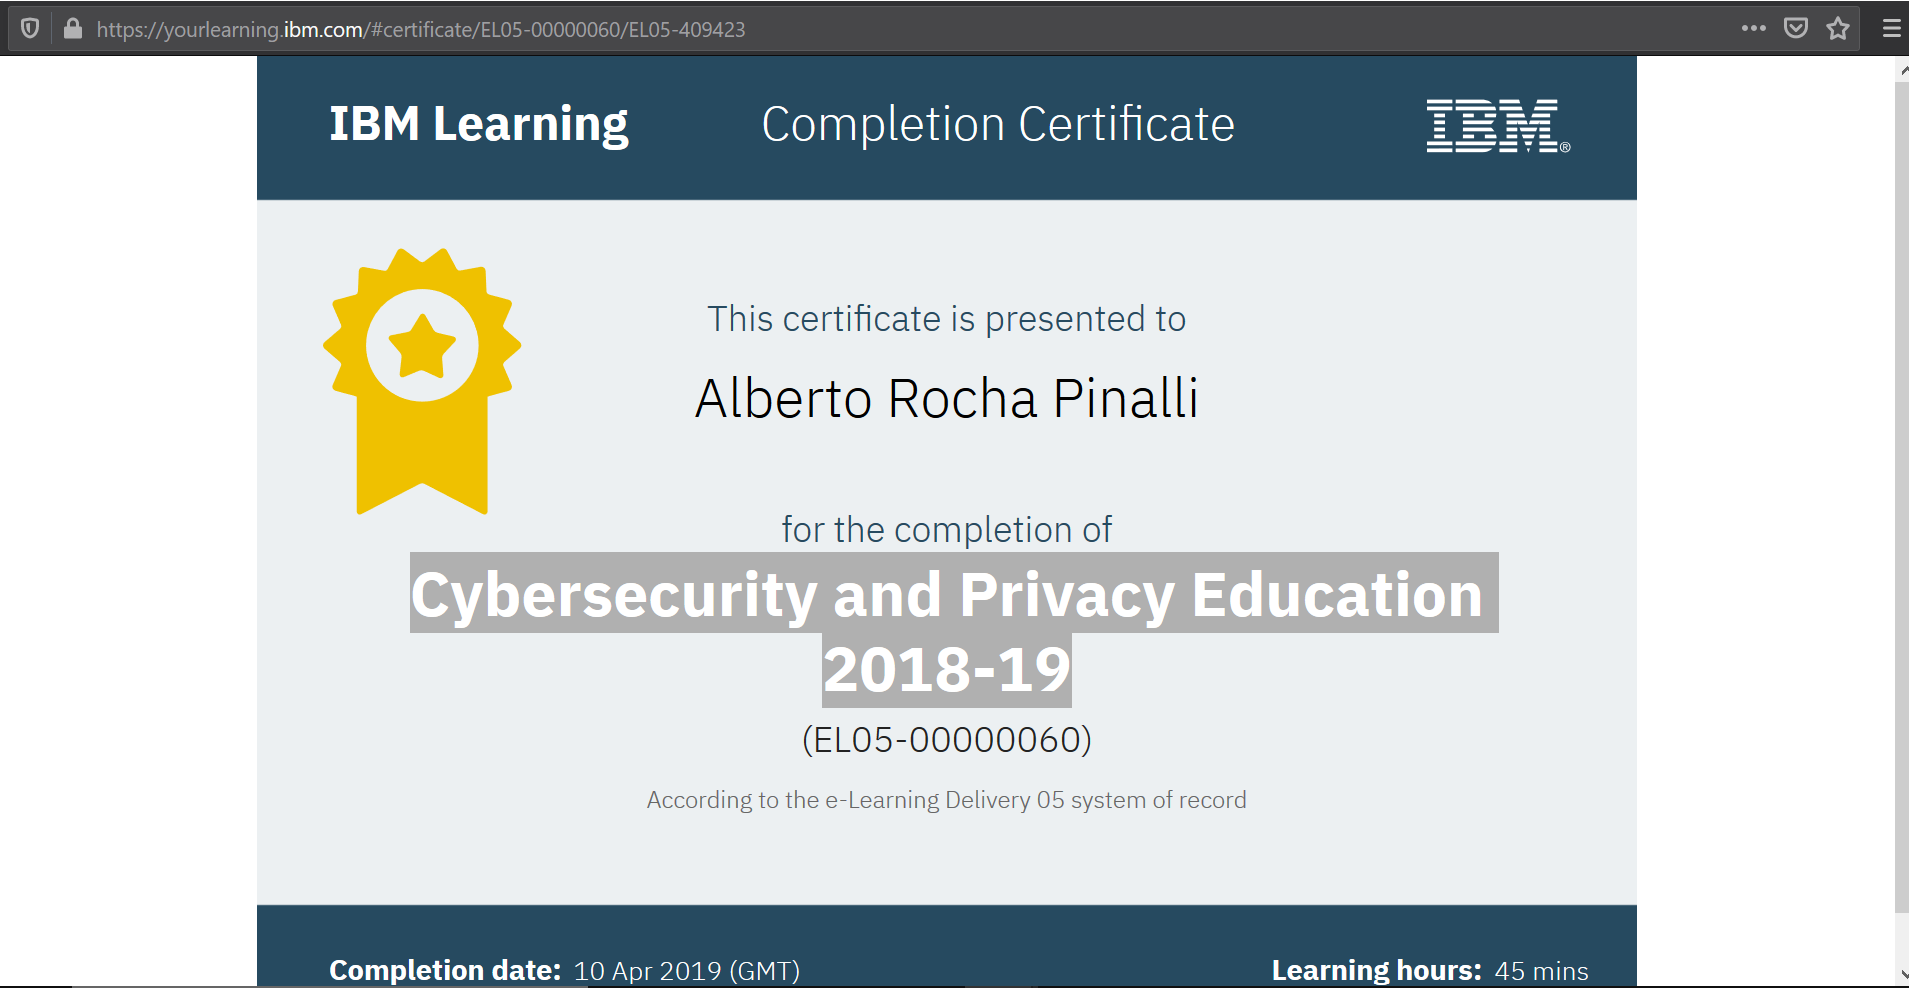 https://yourlearning.ibm.com/#certificate/EL05-00000060/EL05-409423
IBM Learning
Completion Certificate
IBM®
This certificate is presented to
Alberto Rocha Pinalli
for the completion of
Cybersecurity and Privacy Education
2018-19
(EL05-00000060)
According to the e-Learning Delivery 05 system of record
Completion date: 10 Apr 2019 (GMT)
Learning hours: 45 mins